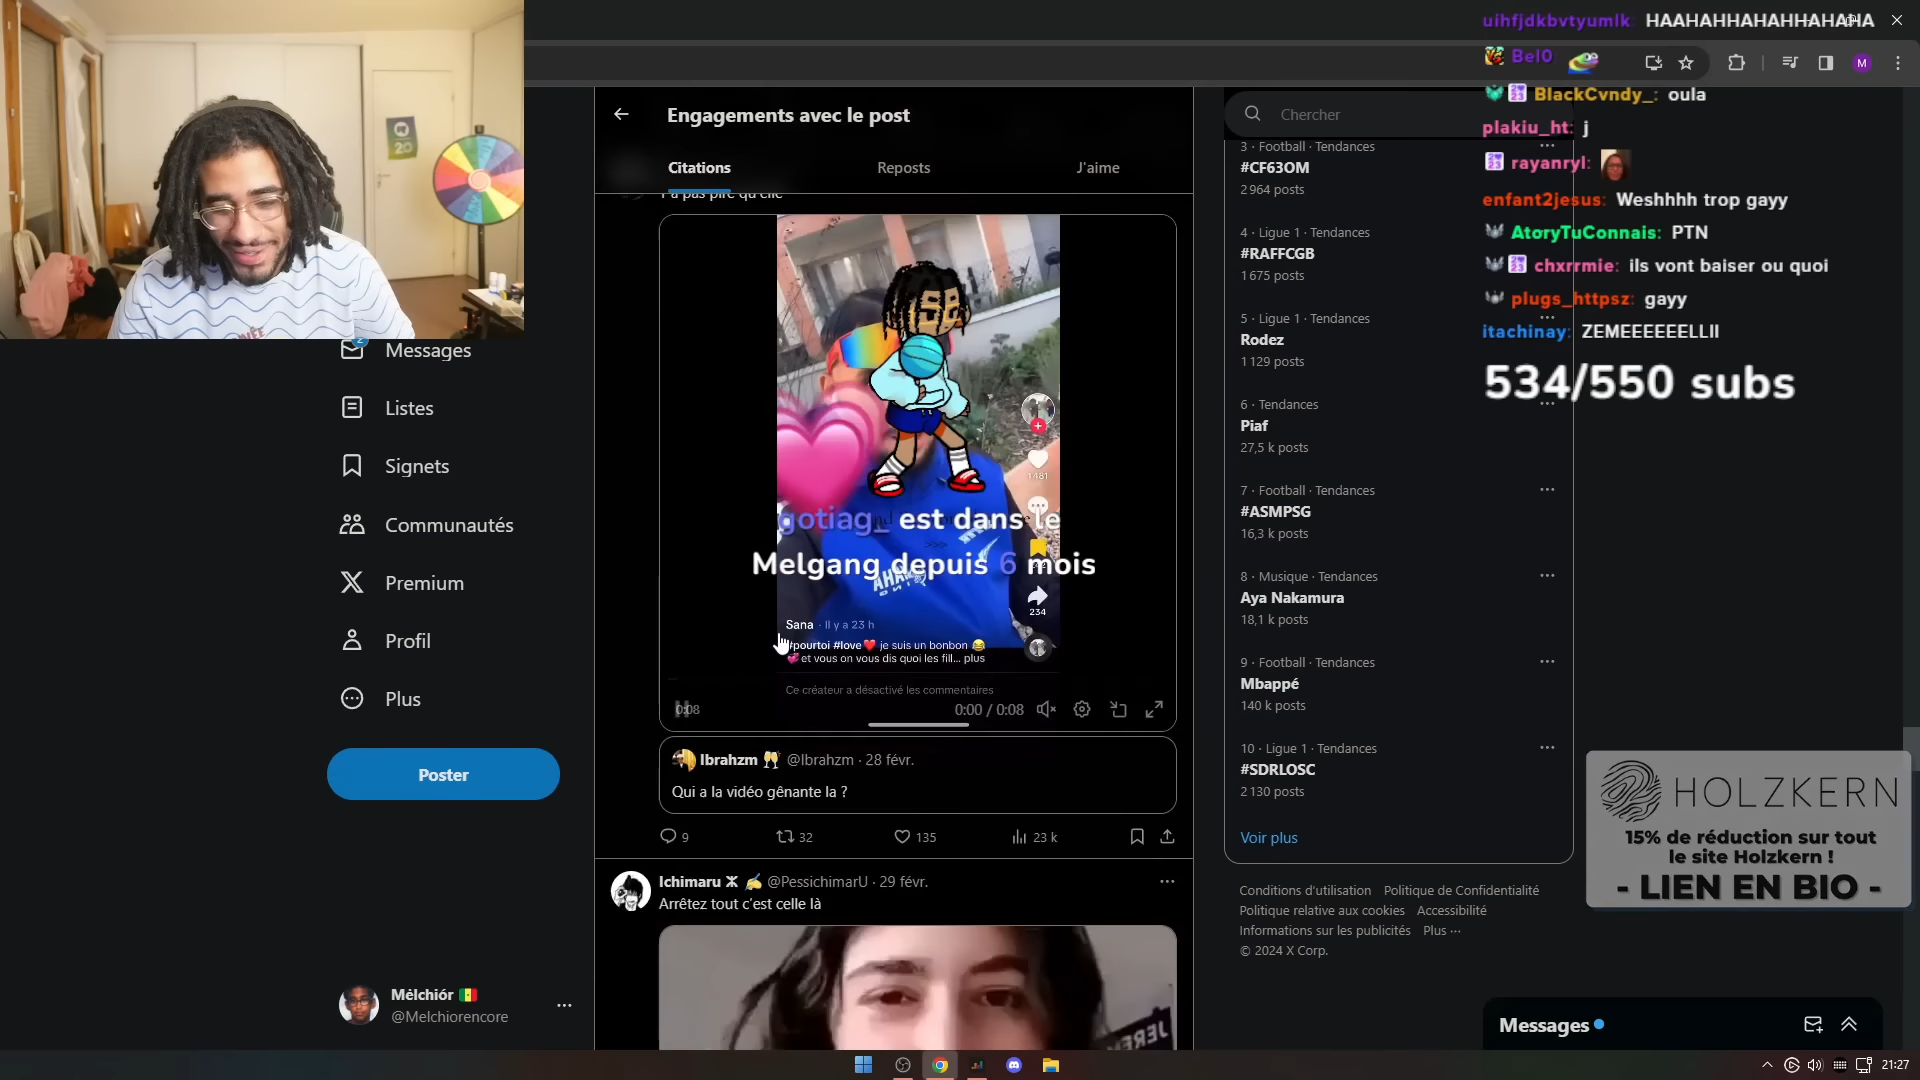 Messages
2
Listes
Signets
Communautés
Premium
Profil
Plus
Poster
Mėlchiór
@Melchiorencore
Engagements avec le post
Citations
Reposts
J'aime
Y'a pas pire qu'elle
1481
gotiag_ est dans le
Melgang depuis 6 mois
234
Sana · Il y a 23 h
#pourtoi #love❤️ je suis un bonbon 😂
💞 et vous on vous dis quoi les fill... plus
Ce créateur a désactivé les commentaires
0:08
0:00 / 0:08
Ibrahzm 🥂 @Ibrahzm · 28 févr.
Qui a la vidéo gênante la ?
9
32
135
23 k
Ichimaru ⵣ ✍️ @PessichimarU · 29 févr.
Arrêtez tout c'est celle là
Chercher
3 · Football · Tendances
#CF63OM
2 964 posts
4 · Ligue 1 · Tendances
#RAFFCGB
1 675 posts
5 · Ligue 1 · Tendances
Rodez
1 129 posts
6 · Tendances
Piaf
27,5 k posts
7 · Football · Tendances
#ASMPSG
16,3 k posts
8 · Musique · Tendances
Aya Nakamura
18,1 k posts
9 · Football · Tendances
Mbappé
140 k posts
10 · Ligue 1 · Tendances
#SDRLOSC
2 130 posts
Voir plus
Conditions d'utilisation Politique de Confidentialité
Politique relative aux cookies Accessibilité
Informations sur les publicités Plus ···
© 2024 X Corp.
uihfjdkbvtyumlk: HAAHAHHAHAHHAHAHA
Bel0
M
BlackCvndy_: oula
plakiu_ht: j
rayanryl:
enfant2jesus: Weshhhh trop gayy
AtoryTuConnais: PTN
chxrrmie: ils vont baiser ou quoi
plugs_httpsz: gayy
itachinay: ZEMEEEEEELLII
534/550 subs
HOLZKERN
15% de réduction sur tout
le site Holzkern !
- LIEN EN BIO -
Messages
21:27
20